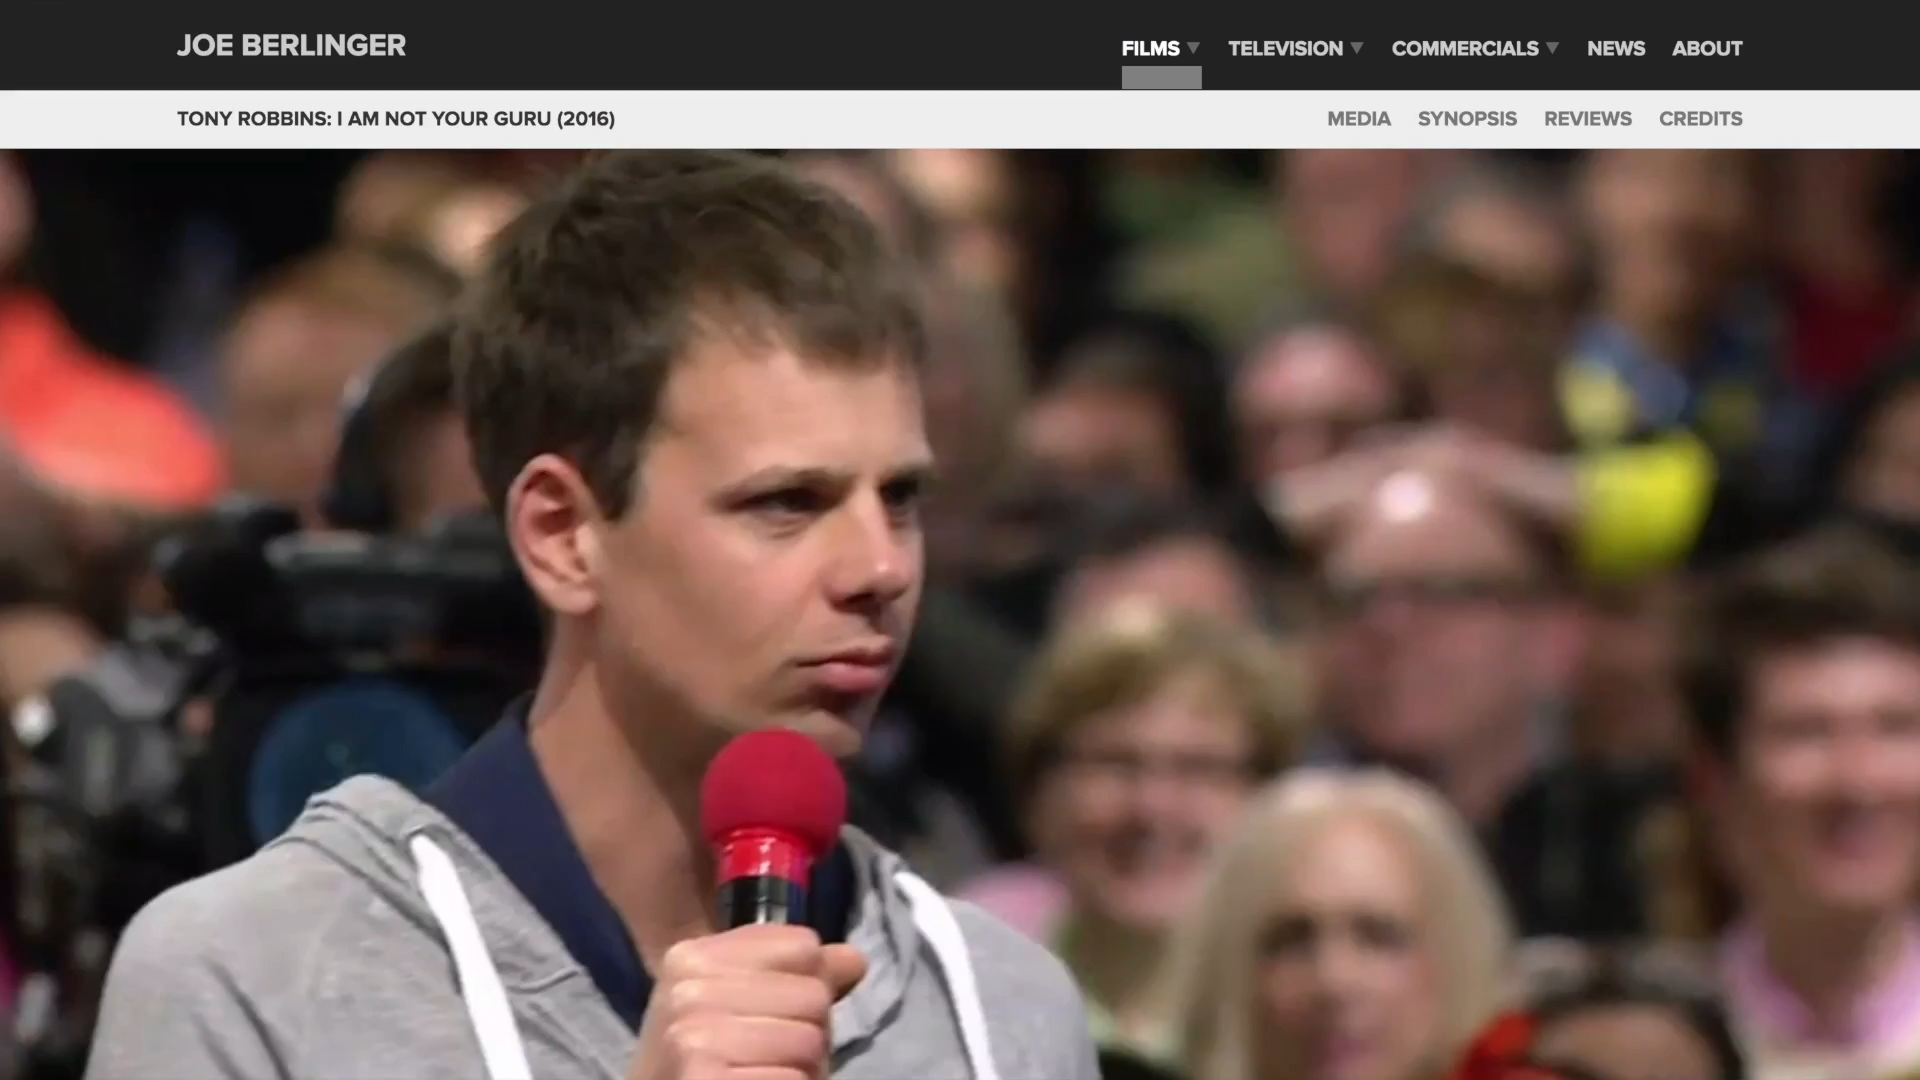 JOE BERLINGER
FILMS ▼ TELEVISION ▼ COMMERCIALS ▼ NEWS ABOUT
TONY ROBBINS: I AM NOT YOUR GURU (2016)
MEDIA SYNOPSIS REVIEWS CREDITS